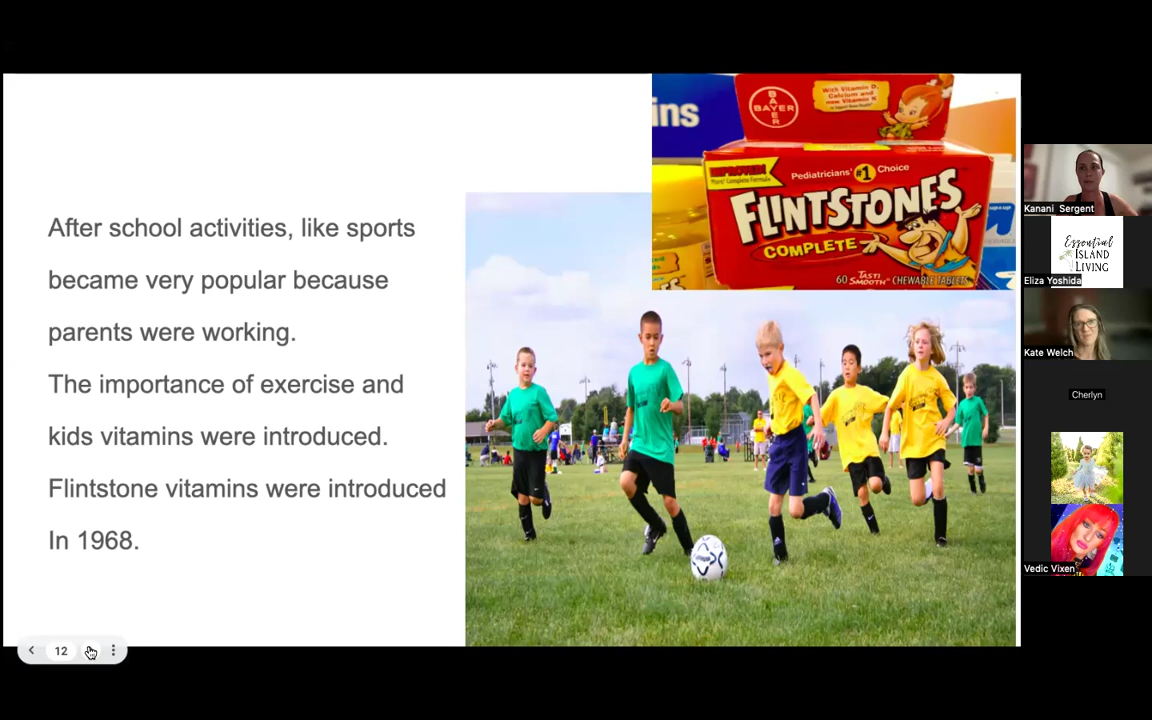 After school activities, like sports
became very popular because
parents were working.
The importance of exercise and
kids vitamins were introduced.
Flintstone vitamins were introduced
In 1968.
ins
BAYER
BAYER
With Vitamin D,
Calcium and
new Vitamin K
IMPROVED!
Pediatricians' #1 Choice
FLINTSTONES
COMPLETE
60 TASTI SMOOTH™ CHEWABLE TABLETS
12
Kanani Sergent
Essential
ISLAND
LIVING
Eliza Yoshida
Kate Welch
Cherlyn
Vedic Vixen